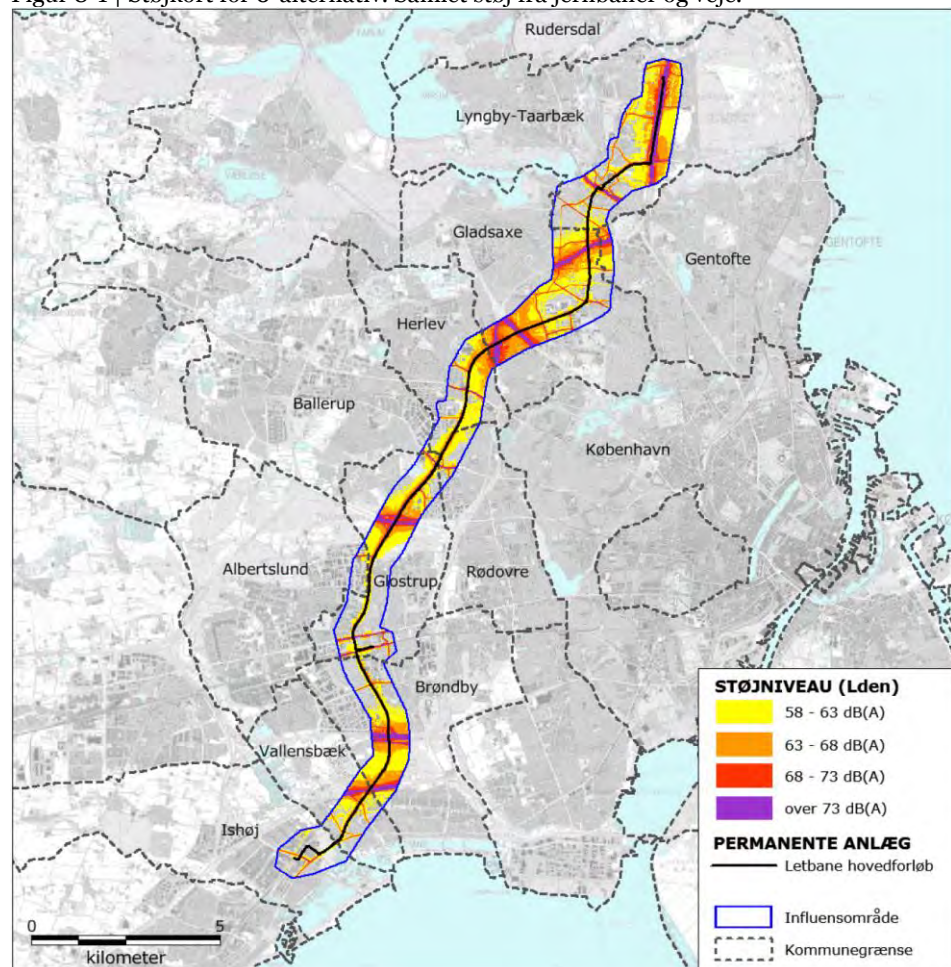 Rudersdal
Lyngby-Taarbæk
Gladsaxe
Gentofte
GENTOFTE
Herlev
Ballerup
København
Albertslund
Glostrup
Rødovre
Brøndby
Vallensbæk
Ishøj
STØJNIVEAU (Lden)
58 - 63 dB(A)
63 - 68 dB(A)
68 - 73 dB(A)
over 73 dB(A)
PERMANENTE ANLÆG
Letbane hovedforløb
Influensområde
Kommunegrænse
0 5
kilometer